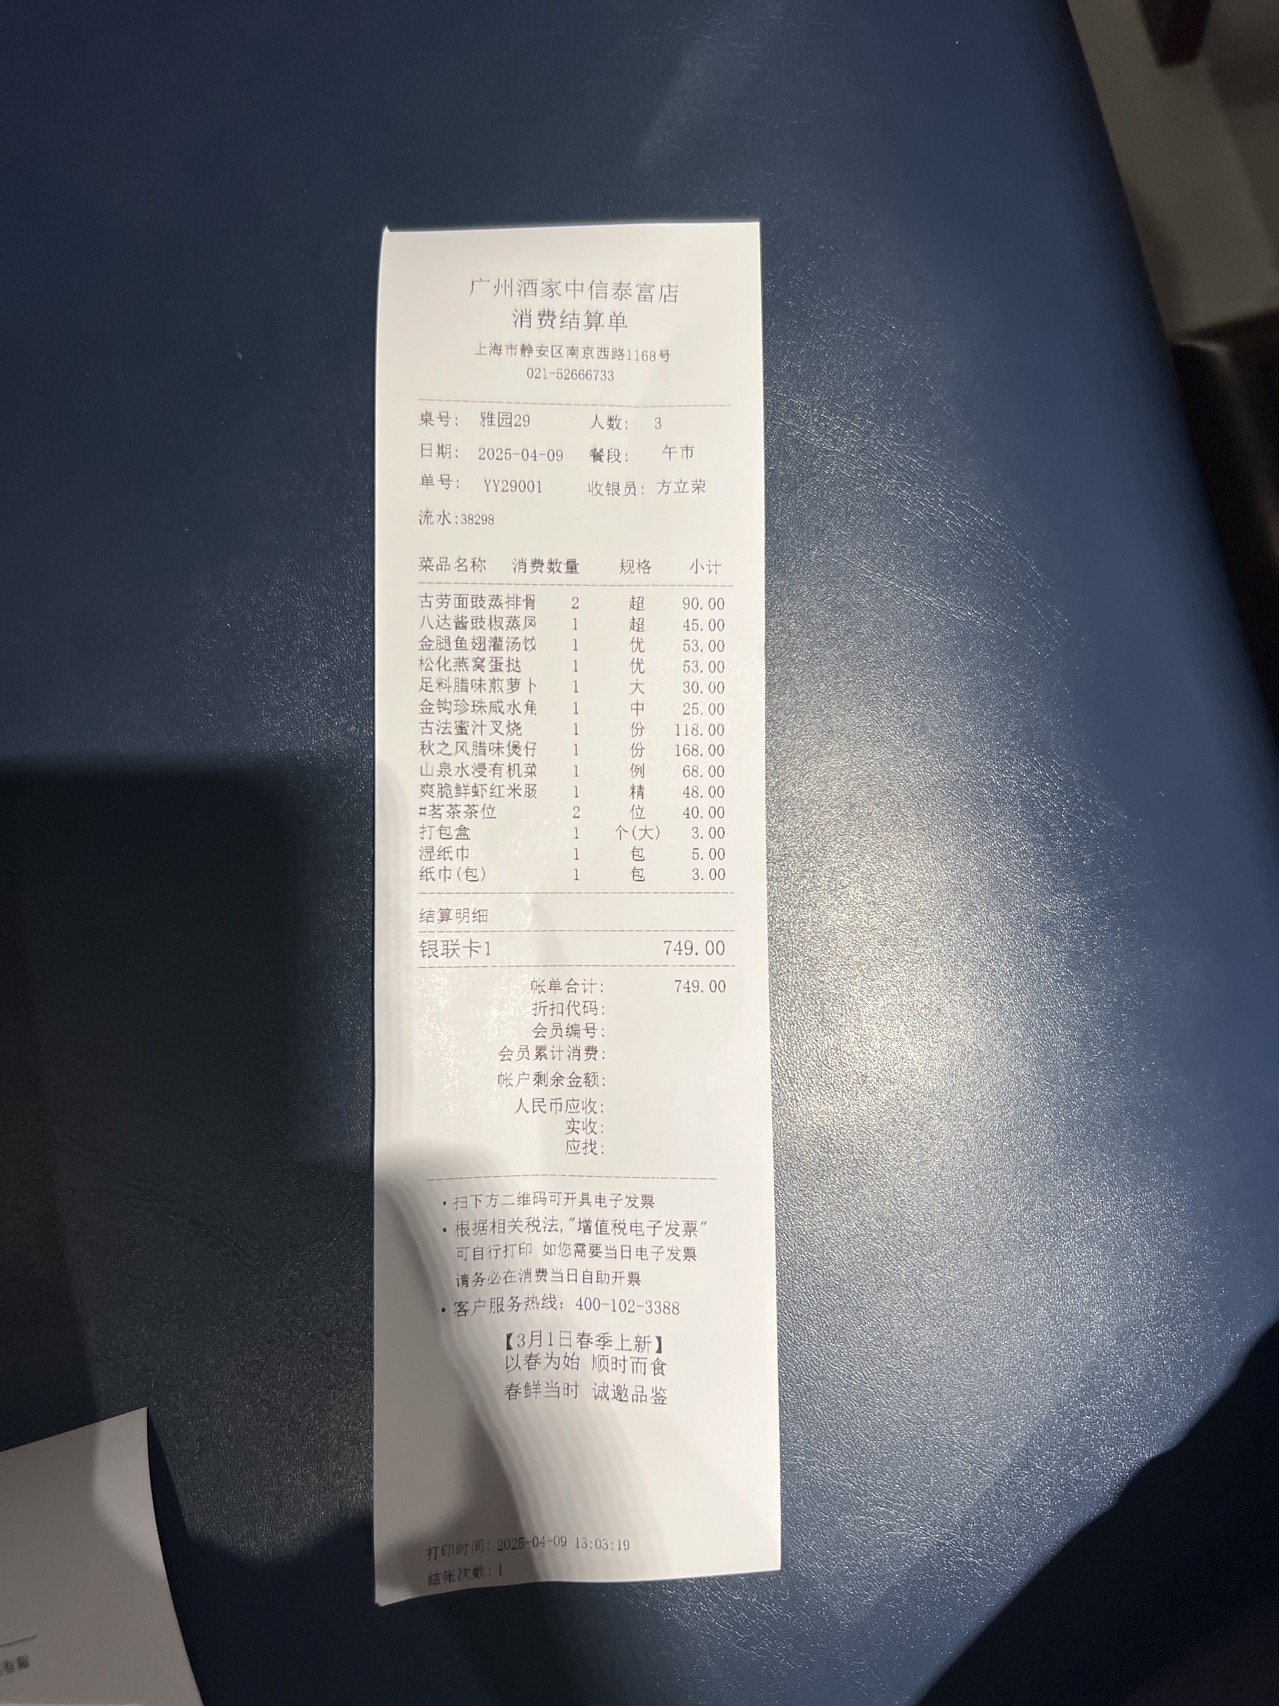 广州酒家中信泰富店
消费结算单
上海市静安区南京西路1168号
021-52666733
桌号: 雅园29 人数: 3
日期: 2025-04-09 餐段: 午市
单号: YY29001 收银员: 方立荣
流水:38298
菜品名称 消费数量 规格 小计
古劳面豉蒸排骨 2 超 90.00
八达酱豉椒蒸凤 1 超 45.00
金腿鱼翅灌汤饺 1 优 53.00
松化燕窝蛋挞 1 优 53.00
足料腊味煎萝卜 1 大 30.00
金钩珍珠咸水角 1 中 25.00
古法蜜汁叉烧 1 份 118.00
秋之风腊味煲仔 1 份 168.00
山泉水浸有机菜 1 例 68.00
爽脆鲜虾红米肠 1 精 48.00
#茗茶茶位 2 位 40.00
打包盒 1 个(大) 3.00
湿纸巾 1 包 5.00
纸巾(包) 1 包 3.00
结算明细
银联卡1 749.00
帐单合计: 749.00
折扣代码:
会员编号:
会员累计消费:
帐户剩余金额:
人民币应收:
实收:
应找:
·扫下方二维码可开具电子发票
·根据相关税法,"增值税电子发票"
可自行打印 如您需要当日电子发票
请务必在消费当日自助开票
·客户服务热线: 400-102-3388
【3月1日春季上新】
以春为始 顺时而食
春鲜当时 诚邀品鉴
打印时间: 2025-04-09 13:03:19
结帐次数: 1